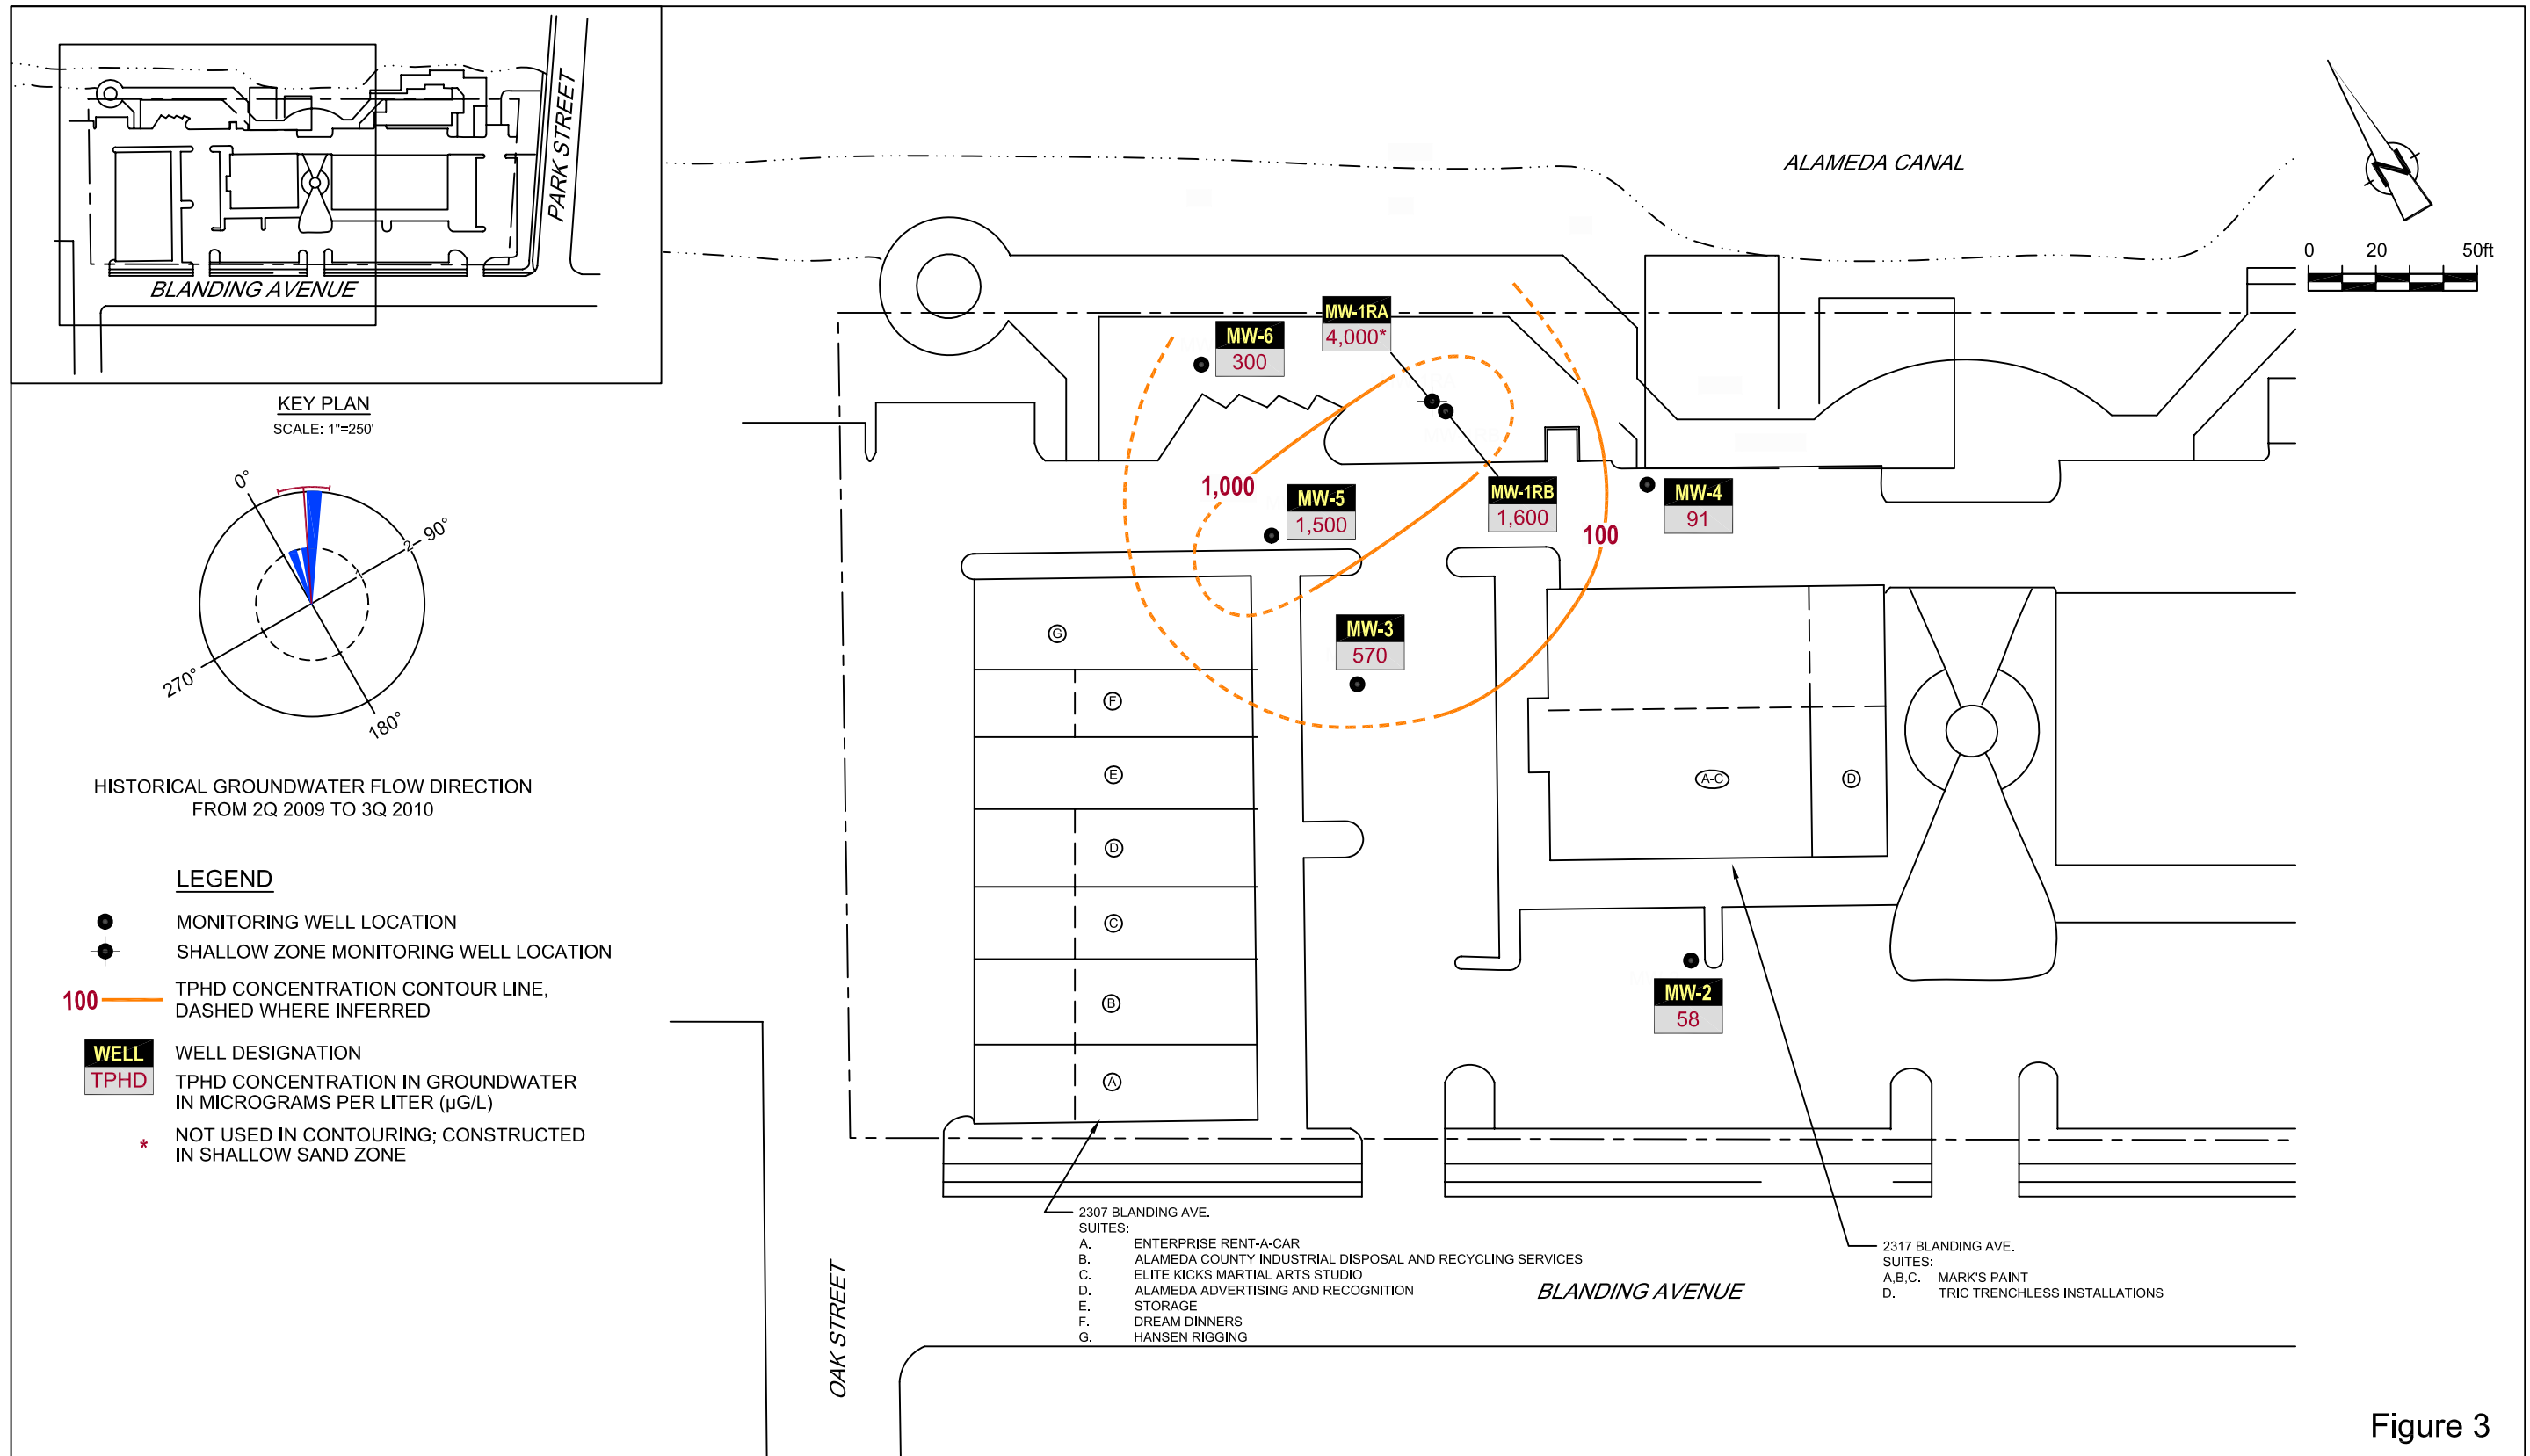 PARK STREET
BLANDING AVENUE
KEY PLAN
SCALE: 1"=250'
0°
90°
2
180°
270°
HISTORICAL GROUNDWATER FLOW DIRECTION
FROM 2Q 2009 TO 3Q 2010
LEGEND
MONITORING WELL LOCATION
SHALLOW ZONE MONITORING WELL LOCATION
100
TPHD CONCENTRATION CONTOUR LINE,
DASHED WHERE INFERRED
WELL
WELL DESIGNATION
TPHD
TPHD CONCENTRATION IN GROUNDWATER
IN MICROGRAMS PER LITER (µG/L)
*
NOT USED IN CONTOURING; CONSTRUCTED
IN SHALLOW SAND ZONE
ALAMEDA CANAL
N
0 20 50ft
MW-1RA
4,000*
MW-6
300
1,000
MW-5
1,500
MW-1RB
1,600
MW-4
91
100
MW-3
570
MW-2
58
G
F
E
D
C
B
A
A-C
D
2307 BLANDING AVE.
SUITES:
A. ENTERPRISE RENT-A-CAR
B. ALAMEDA COUNTY INDUSTRIAL DISPOSAL AND RECYCLING SERVICES
C. ELITE KICKS MARTIAL ARTS STUDIO
D. ALAMEDA ADVERTISING AND RECOGNITION
E. STORAGE
F. DREAM DINNERS
G. HANSEN RIGGING
2317 BLANDING AVE.
SUITES:
A,B,C. MARK'S PAINT
D. TRIC TRENCHLESS INSTALLATIONS
BLANDING AVENUE
OAK STREET
Figure 3